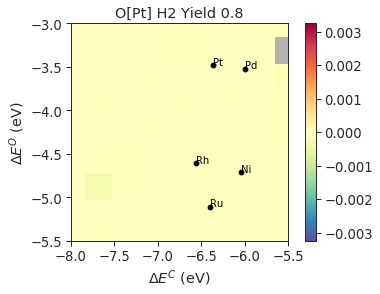 O[Pt] H2 Yield 0.8
−3.0
−3.5
−4.0
−4.5
−5.0
−5.5
ΔE^O (eV)
Pt
Pd
Rh
Ni
Ru
−8.0 −7.5 −7.0 −6.5 −6.0 −5.5
ΔE^C (eV)
0.003
0.002
0.001
0.000
−0.001
−0.002
−0.003